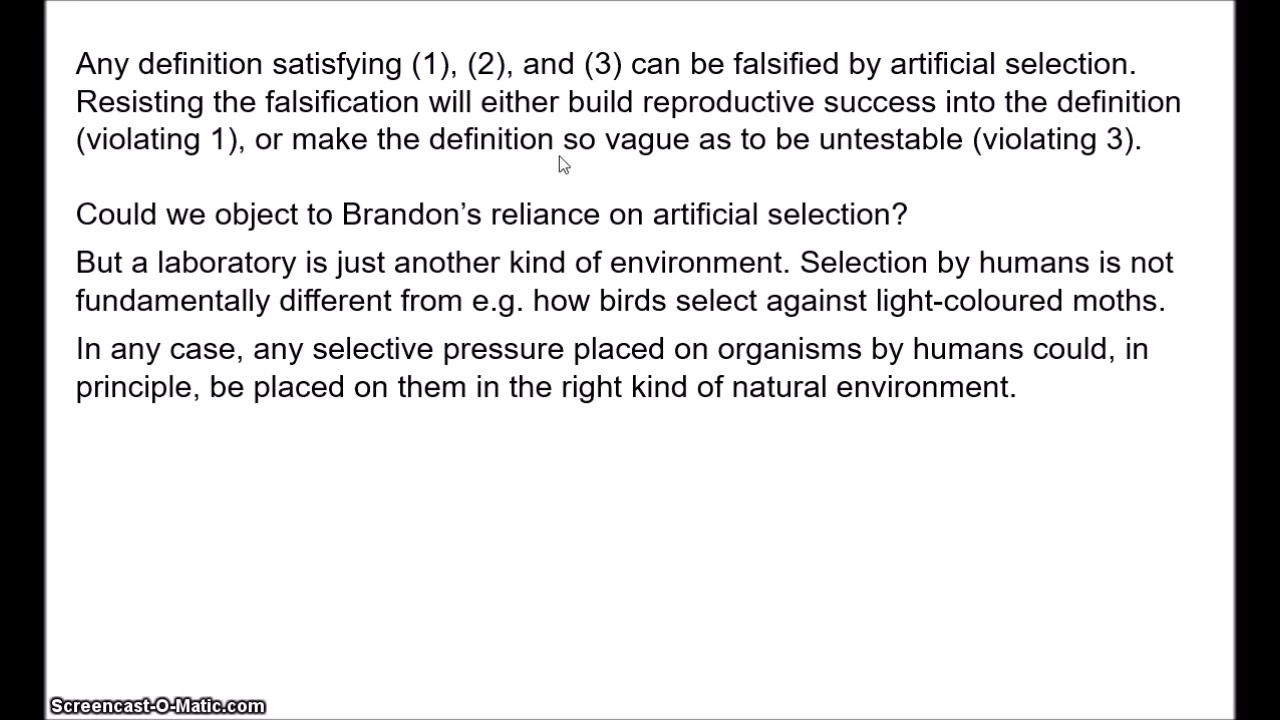 Any definition satisfying (1), (2), and (3) can be falsified by artificial selection.
Resisting the falsification will either build reproductive success into the definition
(violating 1), or make the definition so vague as to be untestable (violating 3).
Could we object to Brandon’s reliance on artificial selection?
But a laboratory is just another kind of environment. Selection by humans is not
fundamentally different from e.g. how birds select against light-coloured moths.
In any case, any selective pressure placed on organisms by humans could, in
principle, be placed on them in the right kind of natural environment.
Screencast-O-Matic.com